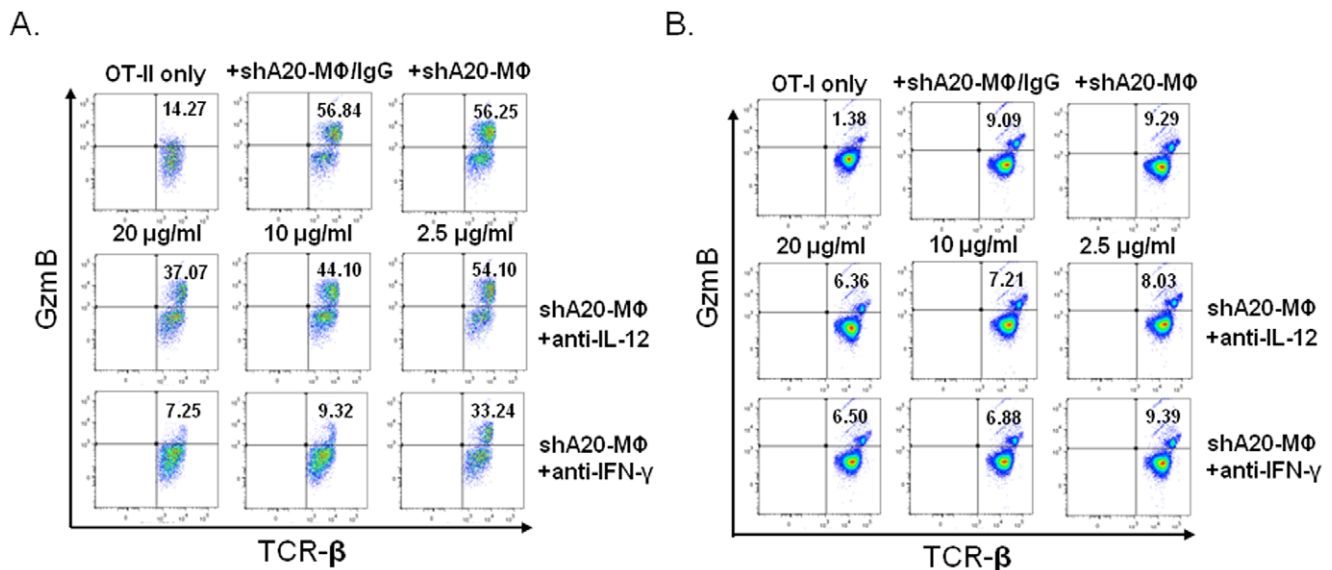 A.
OT-II only +shA20-MΦ/IgG +shA20-MΦ
14.27 56.84 56.25
20 µg/ml 10 µg/ml 2.5 µg/ml
37.07 44.10 54.10
shA20-MΦ
+anti-IL-12
7.25 9.32 33.24
shA20-MΦ
+anti-IFN-γ
GzmB
TCR-β
B.
OT-I only +shA20-MΦ/IgG +shA20-MΦ
1.38 9.09 9.29
20 µg/ml 10 µg/ml 2.5 µg/ml
6.36 7.21 8.03
shA20-MΦ
+anti-IL-12
6.50 6.88 9.39
shA20-MΦ
+anti-IFN-γ
GzmB
TCR-β